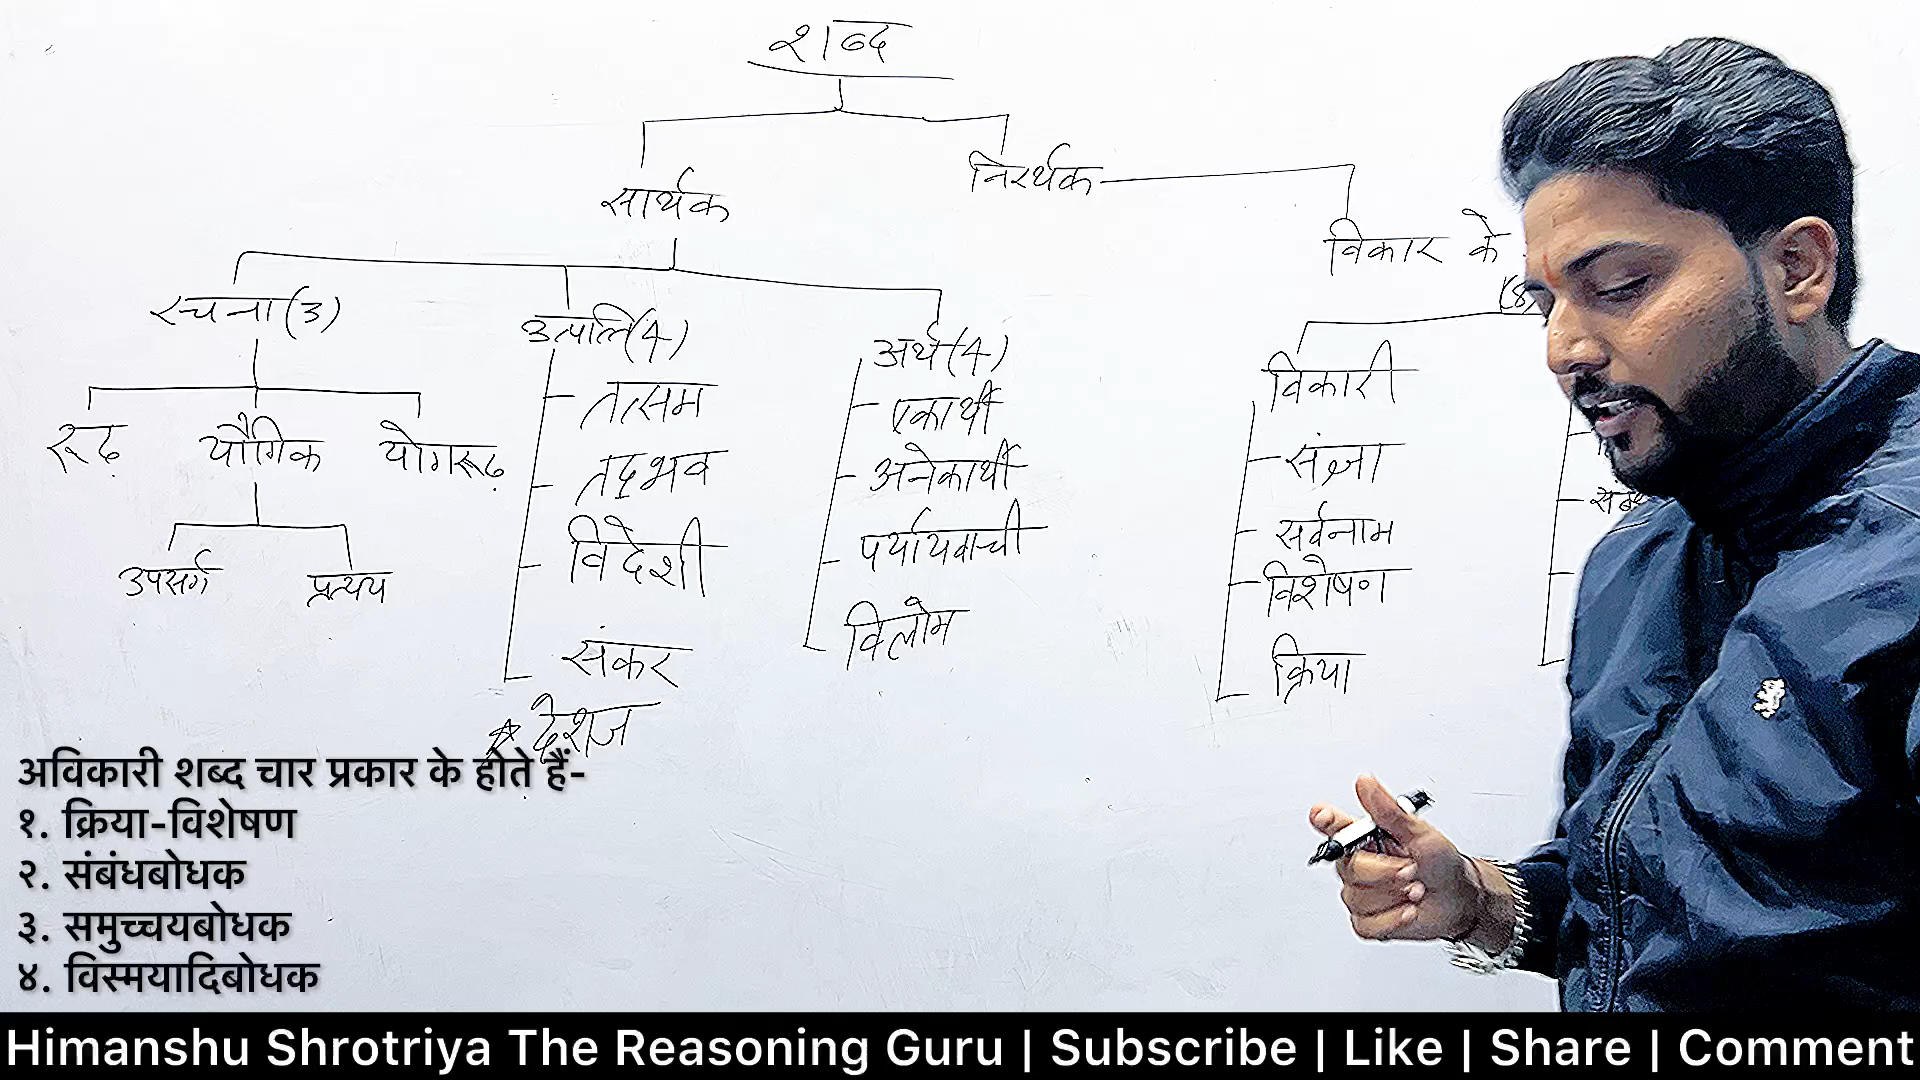 शब्द
सार्थक
निरर्थक
विकार के
(8)
रचना (3)
उत्पत्ति (4)
अर्थ (4)
विकारी
रूढ़
यौगिक
योगरूढ़
उपसर्ग
प्रत्यय
तत्सम
तद्भव
विदेशी
संकर
* देशज
एकार्थी
अनेकार्थी
पर्यायवाची
विलोम
संज्ञा
सर्वनाम
विशेषण
क्रिया
अविकारी शब्द चार प्रकार के होते हैं-
१. क्रिया-विशेषण
२. संबंधबोधक
३. समुच्चयबोधक
४. विस्मयादिबोधक
Himanshu Shrotriya The Reasoning Guru | Subscribe | Like | Share | Comment